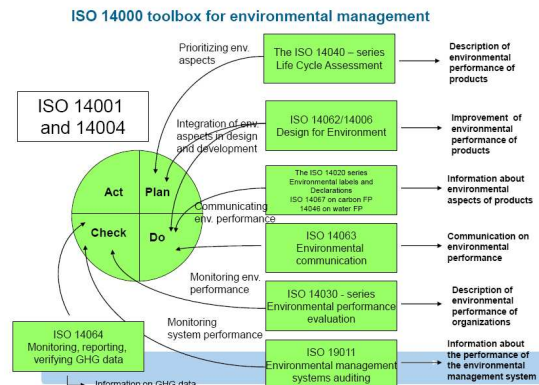 ISO 14000 toolbox for environmental management
Prioritizing env.
aspects
The ISO 14040 – series
Life Cycle Assessment
Description of
environmental
performance of
products
ISO 14001
and 14004
Integration of env.
aspects in design
and development
ISO 14062/14006
Design for Environment
Improvement of
environmental
performance of
products
Act
Plan
Check
Do
Communicating
env. performance
The ISO 14020 series
Environmental labels and
Declarations
ISO 14067 on carbon FP
14046 on water FP
Information about
environmental
aspects of products
ISO 14063
Environmental
communication
Communication on
environmental
performance
Monitoring env.
performance
ISO 14030 - series
Environmental performance
evaluation
Description of
environmental
performance of
organizations
ISO 14064
Monitoring, reporting,
verifying GHG data
Monitoring
system performance
ISO 19011
Environmental management
systems auditing
Information about
the performance of
the environmental
management system
Information on GHG data